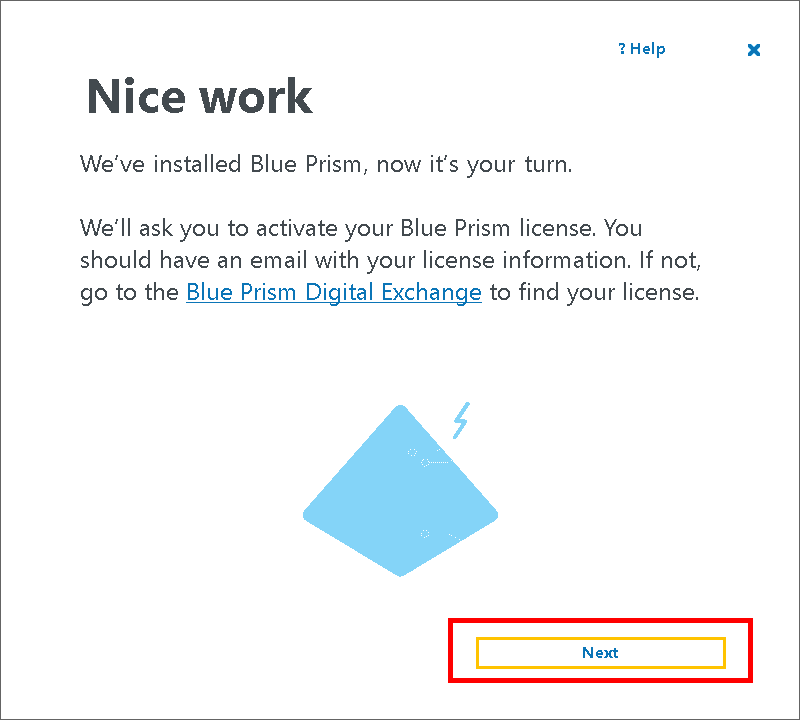 ? Help
Nice work
We've installed Blue Prism, now it's your turn.
We'll ask you to activate your Blue Prism license. You
should have an email with your license information. If not,
go to the Blue Prism Digital Exchange to find your license.
Next